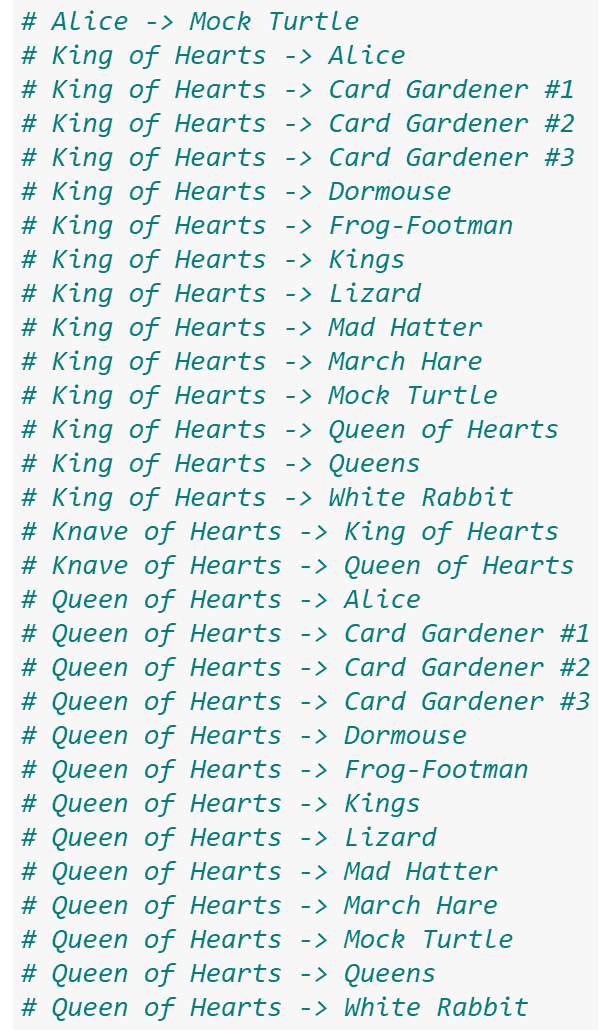 # Alice -> Mock Turtle
# King of Hearts -> Alice
# King of Hearts -> Card Gardener #1
# King of Hearts -> Card Gardener #2
# King of Hearts -> Card Gardener #3
# King of Hearts -> Dormouse
# King of Hearts -> Frog-Footman
# King of Hearts -> Kings
# King of Hearts -> Lizard
# King of Hearts -> Mad Hatter
# King of Hearts -> March Hare
# King of Hearts -> Mock Turtle
# King of Hearts -> Queen of Hearts
# King of Hearts -> Queens
# King of Hearts -> White Rabbit
# Knave of Hearts -> King of Hearts
# Knave of Hearts -> Queen of Hearts
# Queen of Hearts -> Alice
# Queen of Hearts -> Card Gardener #1
# Queen of Hearts -> Card Gardener #2
# Queen of Hearts -> Card Gardener #3
# Queen of Hearts -> Dormouse
# Queen of Hearts -> Frog-Footman
# Queen of Hearts -> Kings
# Queen of Hearts -> Lizard
# Queen of Hearts -> Mad Hatter
# Queen of Hearts -> March Hare
# Queen of Hearts -> Mock Turtle
# Queen of Hearts -> Queens
# Queen of Hearts -> White Rabbit